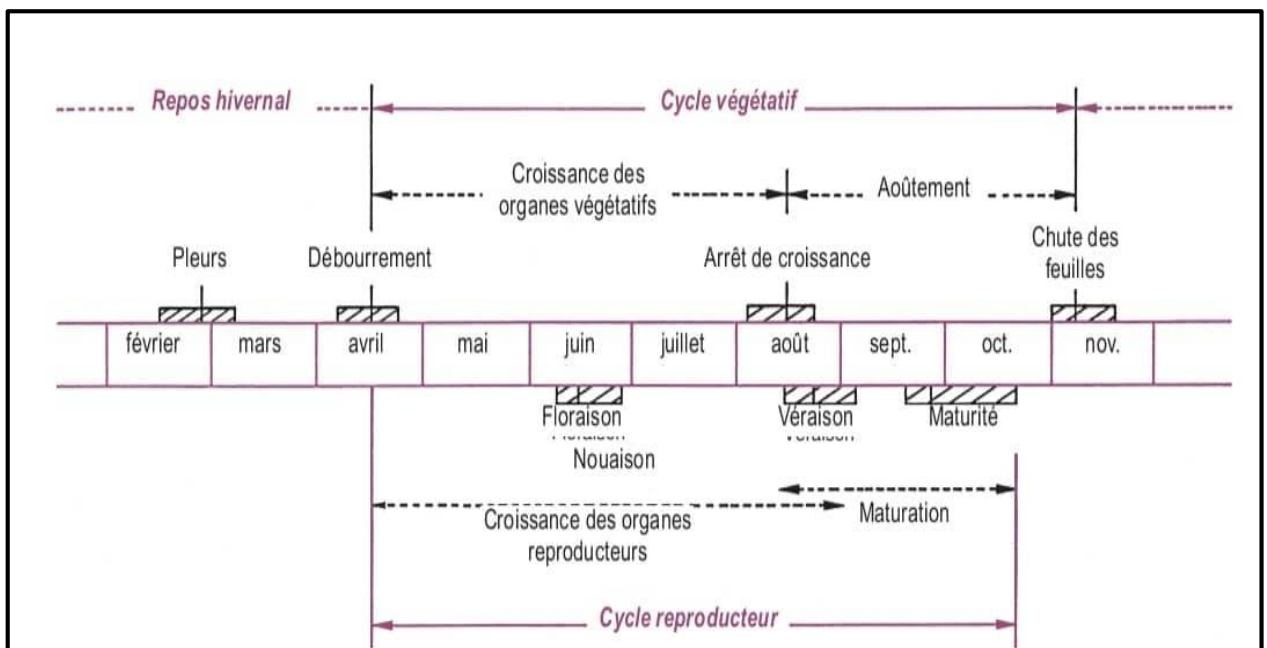 Repos hivernal
Cycle végétatif
Croissance des
organes végétatifs
Aoûtement
Pleurs
Débourrement
Arrêt de croissance
Chute des
feuilles
février
mars
avril
mai
juin
juillet
août
sept.
oct.
nov.
Floraison
Véraison
Maturité
Nouaison
Croissance des organes
reproducteurs
Maturation
Cycle reproducteur